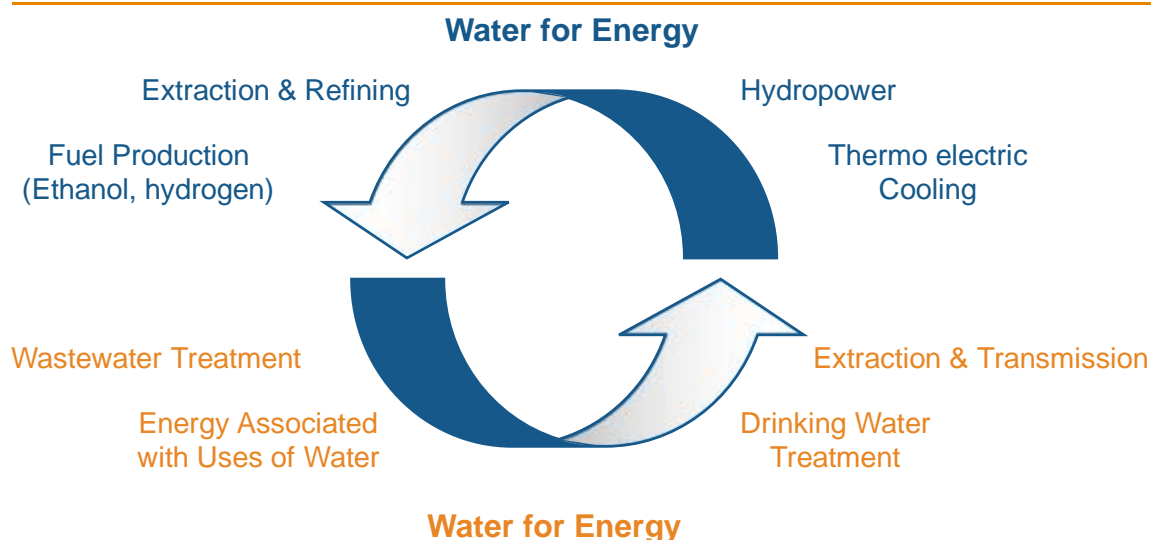 Water for Energy
Extraction & Refining
Hydropower
Fuel Production
(Ethanol, hydrogen)
Thermo electric
Cooling
Wastewater Treatment
Extraction & Transmission
Energy Associated
with Uses of Water
Drinking Water
Treatment
Water for Energy